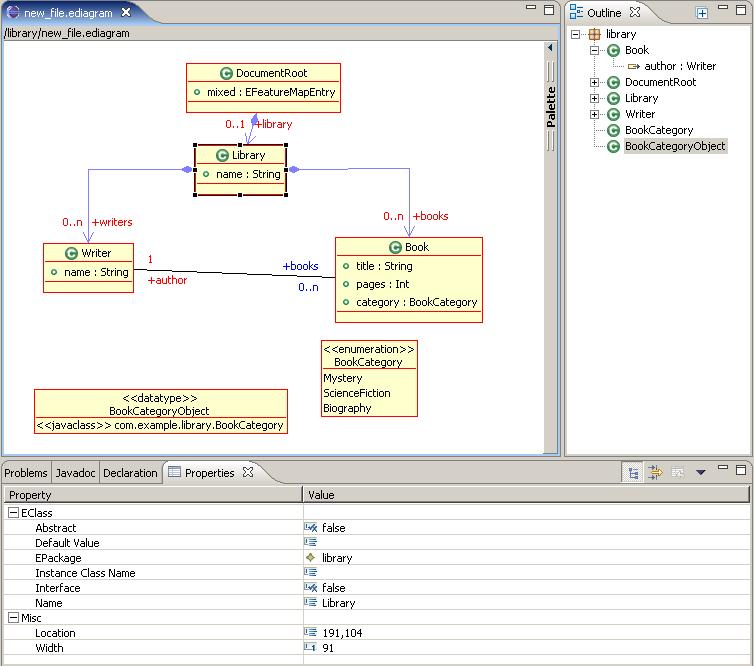 new_file.ediagram
/library/new_file.ediagram
DocumentRoot
mixed : EFeatureMapEntry
0..1 +library
Library
name : String
0..n +writers
0..n +books
Writer
name : String
1
+author
+books
0..n
Book
title : String
pages : Int
category : BookCategory
<<enumeration>>
BookCategory
Mystery
ScienceFiction
Biography
<<datatype>>
BookCategoryObject
<<javaclass>> com.example.library.BookCategory
Palette
Outline
library
Book
author : Writer
DocumentRoot
Library
Writer
BookCategory
BookCategoryObject
Problems Javadoc Declaration Properties
Property Value
EClass
Abstract false
Default Value
EPackage library
Instance Class Name
Interface false
Name Library
Misc
Location 191,104
Width 91